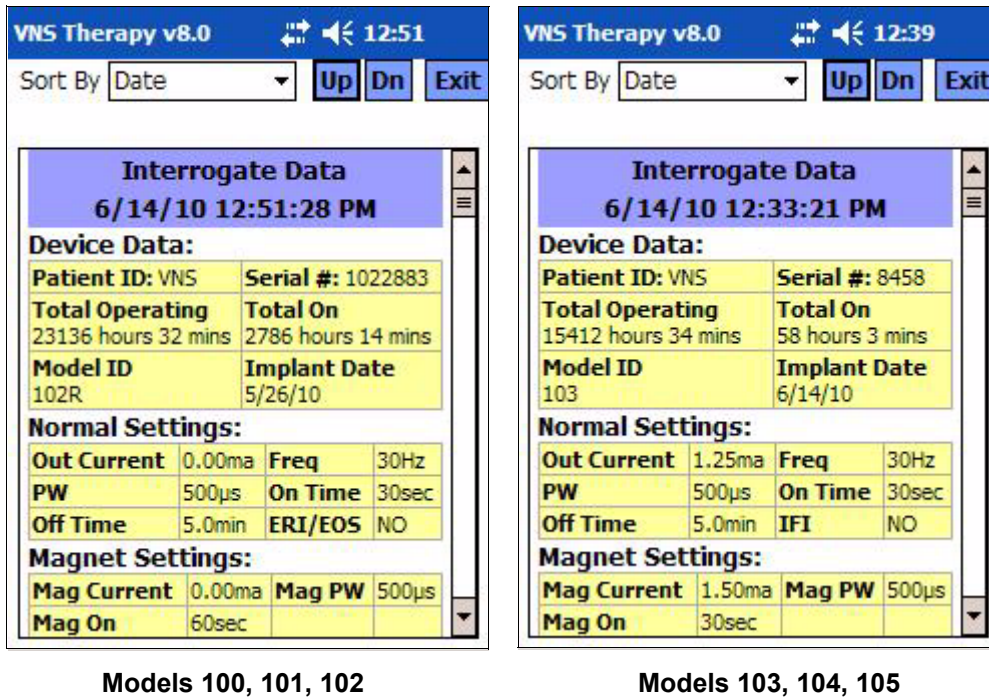 VNS Therapy v8.0 12:51
Sort By Date Up Dn Exit
Interrogate Data
6/14/10 12:51:28 PM
Device Data:
Patient ID: VNS Serial #: 1022883
Total Operating Total On
23136 hours 32 mins 2786 hours 14 mins
Model ID Implant Date
102R 5/26/10
Normal Settings:
Out Current 0.00ma Freq 30Hz
PW 500µs On Time 30sec
Off Time 5.0min ERI/EOS NO
Magnet Settings:
Mag Current 0.00ma Mag PW 500µs
Mag On 60sec
Models 100, 101, 102
VNS Therapy v8.0 12:39
Sort By Date Up Dn Exit
Interrogate Data
6/14/10 12:33:21 PM
Device Data:
Patient ID: VNS Serial #: 8458
Total Operating Total On
15412 hours 34 mins 58 hours 3 mins
Model ID Implant Date
103 6/14/10
Normal Settings:
Out Current 1.25ma Freq 30Hz
PW 500µs On Time 30sec
Off Time 5.0min IFI NO
Magnet Settings:
Mag Current 1.50ma Mag PW 500µs
Mag On 30sec
Models 103, 104, 105